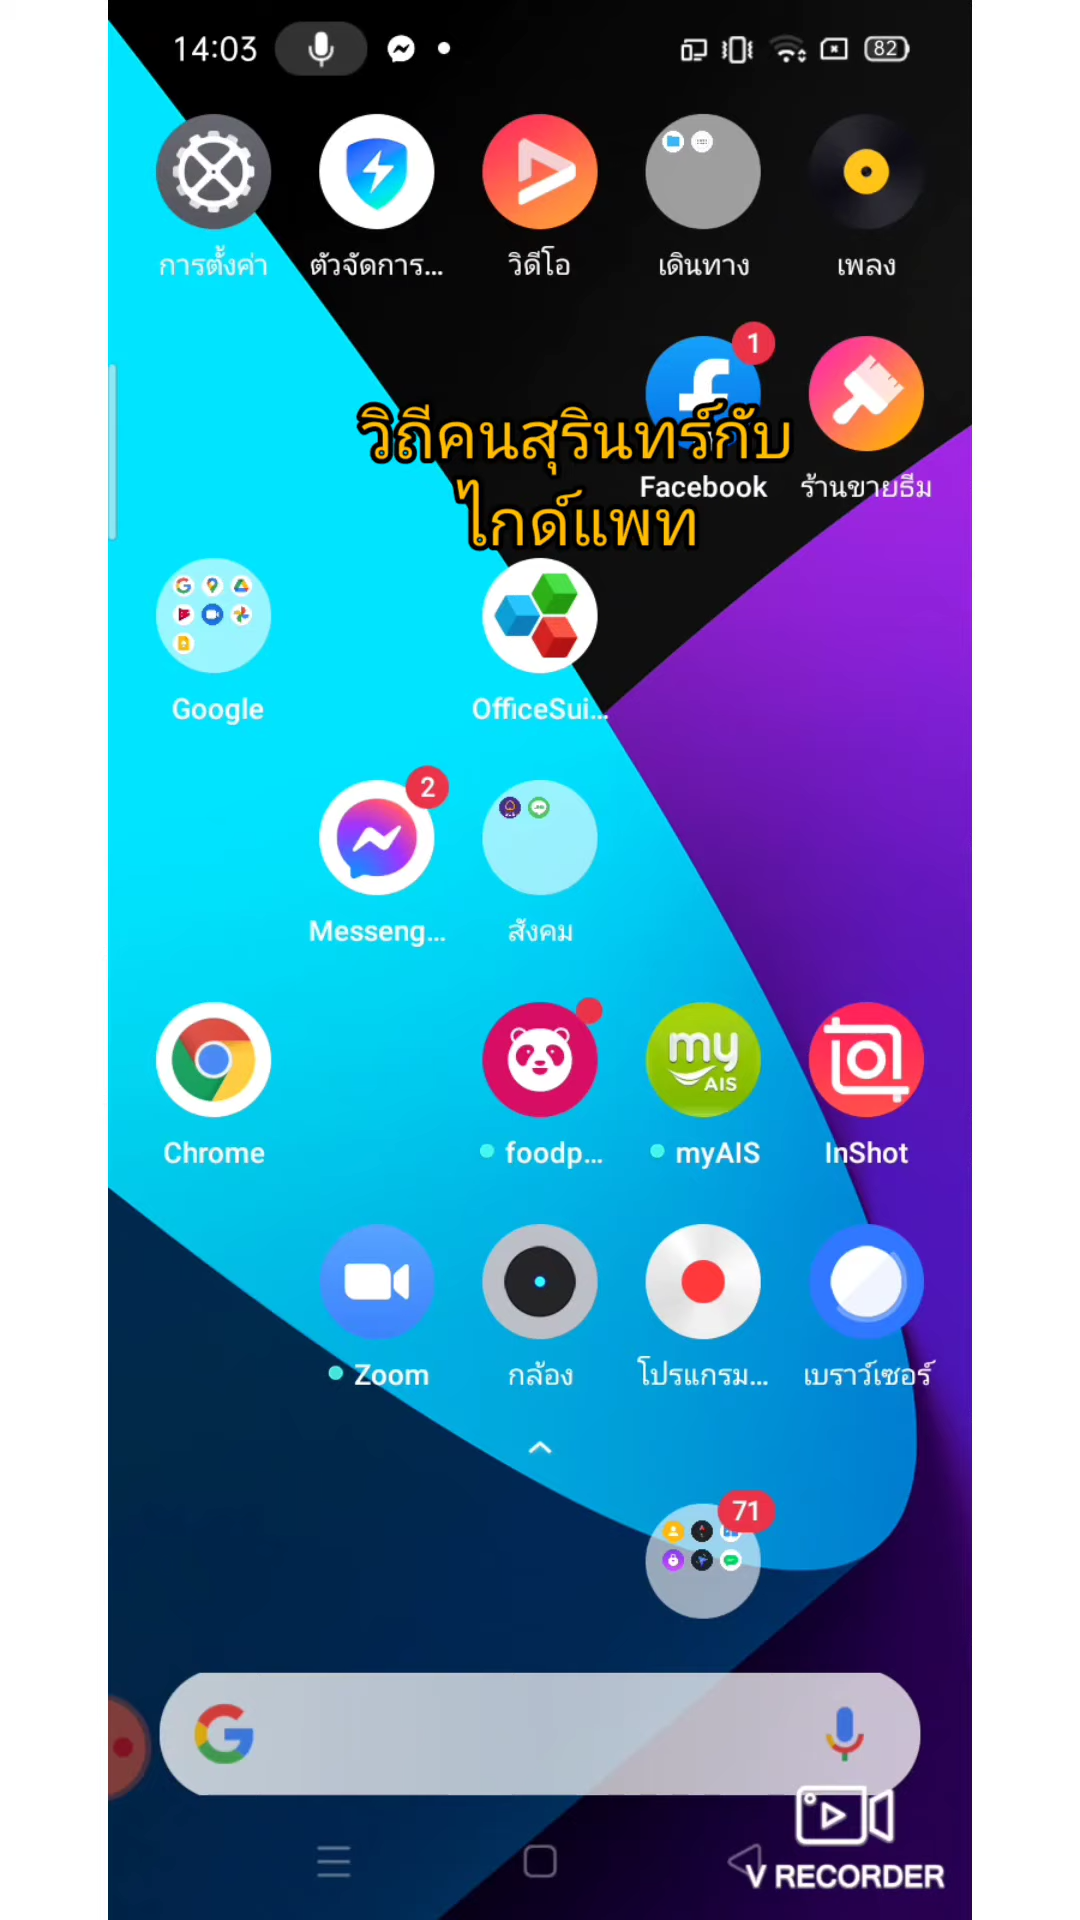 14:03
82
การตั้งค่า
ตัวจัดการ...
วิดีโอ
เดินทาง
เพลง
1
Facebook
ร้านขายธีม
วิถีคนสุรินทร์กับ
ไกด์แพท
Google
OfficeSui...
2
Messeng...
สังคม
Chrome
foodp...
my
AIS
myAIS
InShot
Zoom
กล้อง
โปรแกรม...
เบราว์เซอร์
71
V RECORDER